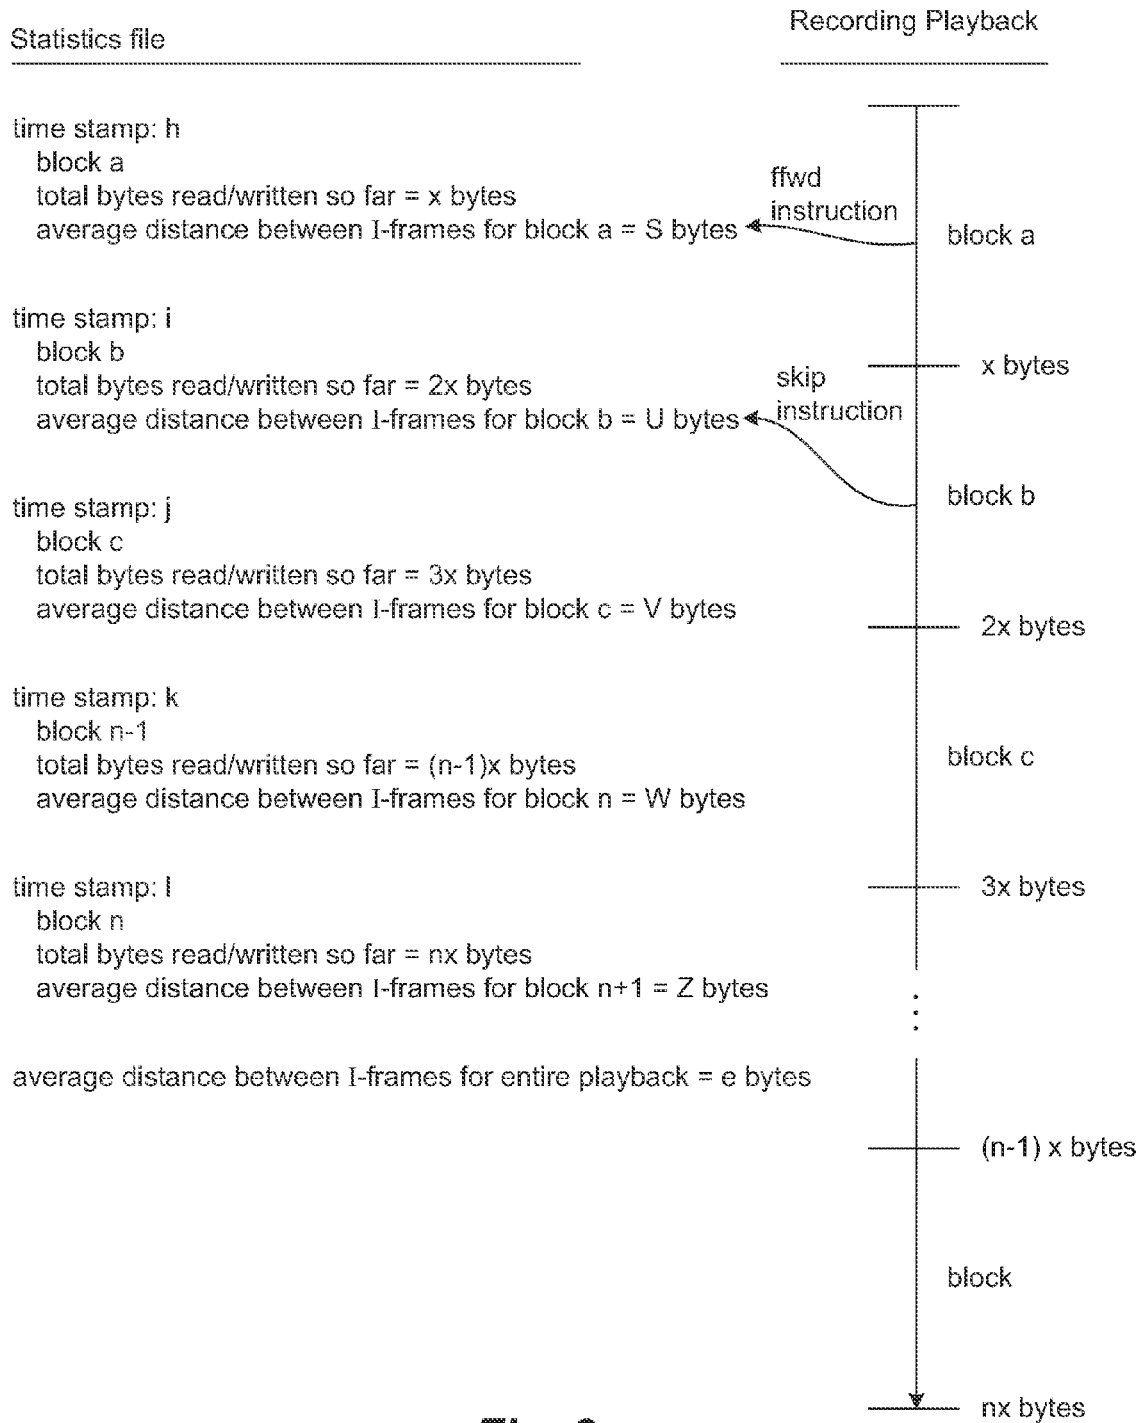 Statistics file
time stamp: h
block a
total bytes read/written so far = x bytes
average distance between I-frames for block a = S bytes
time stamp: i
block b
total bytes read/written so far = 2x bytes
average distance between I-frames for block b = U bytes
time stamp: j
block c
total bytes read/written so far = 3x bytes
average distance between I-frames for block c = V bytes
time stamp: k
block n-1
total bytes read/written so far = (n-1)x bytes
average distance between I-frames for block n = W bytes
time stamp: l
block n
total bytes read/written so far = nx bytes
average distance between I-frames for block n+1 = Z bytes
average distance between I-frames for entire playback = e bytes
Recording Playback
ffwd
instruction
block a
x bytes
skip
instruction
block b
2x bytes
block c
3x bytes
(n-1) x bytes
block
nx bytes